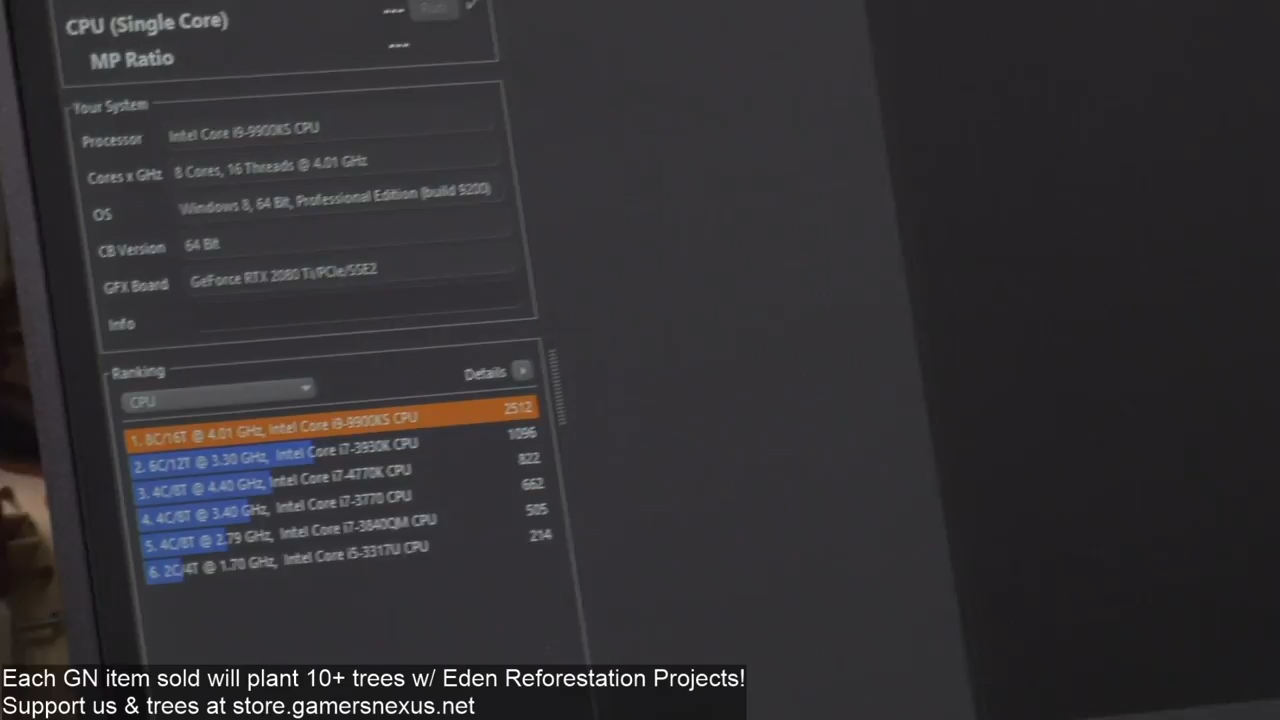 CPU (Single Core) --- Run
MP Ratio ---
Your System
Processor Intel Core i9-9900KS CPU
Cores x GHz 8 Cores, 16 Threads @ 4.01 GHz
OS Windows 8, 64 Bit, Professional Edition (build 9200)
CB Version 64 Bit
GFX Board GeForce RTX 2080 Ti/PCIe/SSE2
Info
Ranking
CPU Details
1. 8C/16T @ 4.01 GHz, Intel Core i9-9900KS CPU 2512
2. 6C/12T @ 3.30 GHz, Intel Core i7-3930K CPU 1096
3. 4C/8T @ 4.40 GHz, Intel Core i7-4770K CPU 822
4. 4C/8T @ 3.40 GHz, Intel Core i7-3770 CPU 662
5. 4C/8T @ 2.79 GHz, Intel Core i7-3840QM CPU 505
6. 2C/4T @ 1.70 GHz, Intel Core i5-3317U CPU 214
Each GN item sold will plant 10+ trees w/ Eden Reforestation Projects!
Support us & trees at store.gamersnexus.net